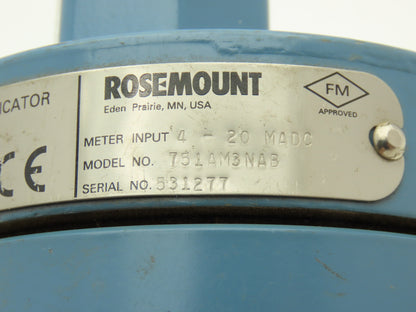 ICATOR
CE
ROSEMOUNT
Eden Prairie, MN, USA
FM
APPROVED
METER INPUT 4 - 20 MADC
MODEL NO. 751AM3NAB
SERIAL NO. 531277